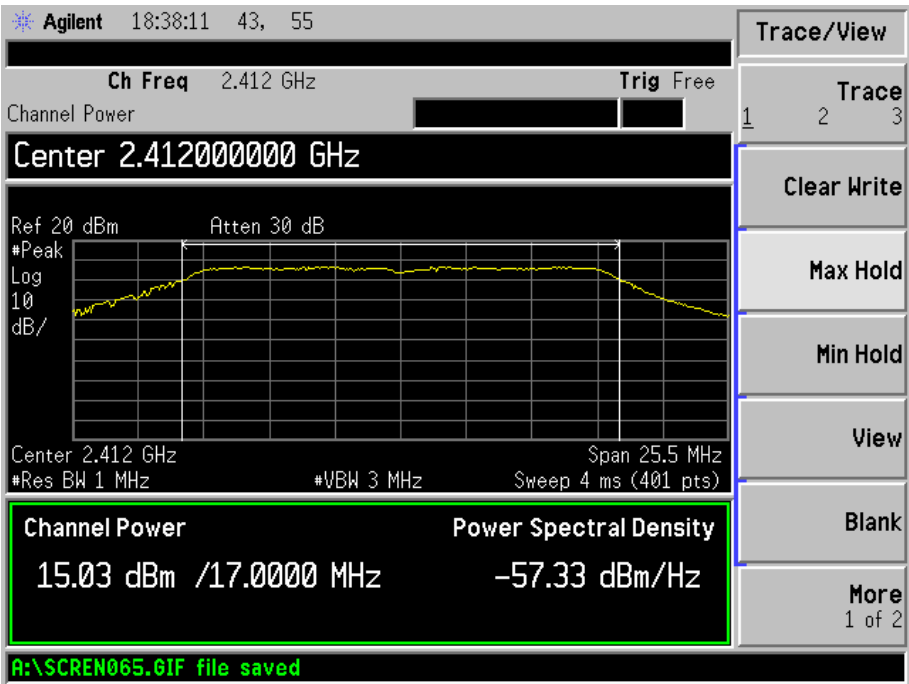 Agilent 18:38:11 43, 55
Trace/View
Ch Freq 2.412 GHz Trig Free
Channel Power
Trace
1 2 3
Center 2.412000000 GHz
Clear Write
Ref 20 dBm Atten 30 dB
#Peak
Log
10
dB/
Max Hold
Min Hold
View
Center 2.412 GHz Span 25.5 MHz
#Res BW 1 MHz #VBW 3 MHz Sweep 4 ms (401 pts)
Channel Power Power Spectral Density
Blank
15.03 dBm /17.0000 MHz -57.33 dBm/Hz
More
1 of 2
A:\SCREN065.GIF file saved